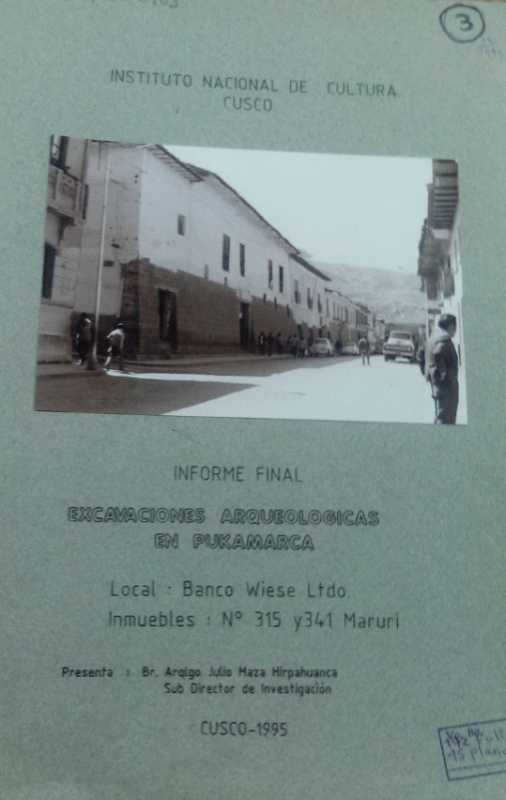 3
INSTITUTO NACIONAL DE CULTURA
CUSCO
INFORME FINAL
EXCAVACIONES ARQUEOLOGICAS
EN PUKAMARCA
Local : Banco Wiese Ltdo.
Inmuebles : Nº 315 y341 Maruri
Presenta : Br. Arqlgo Julio Maza Hirpahuanca
Sub Director de Investigación
CUSCO-1995